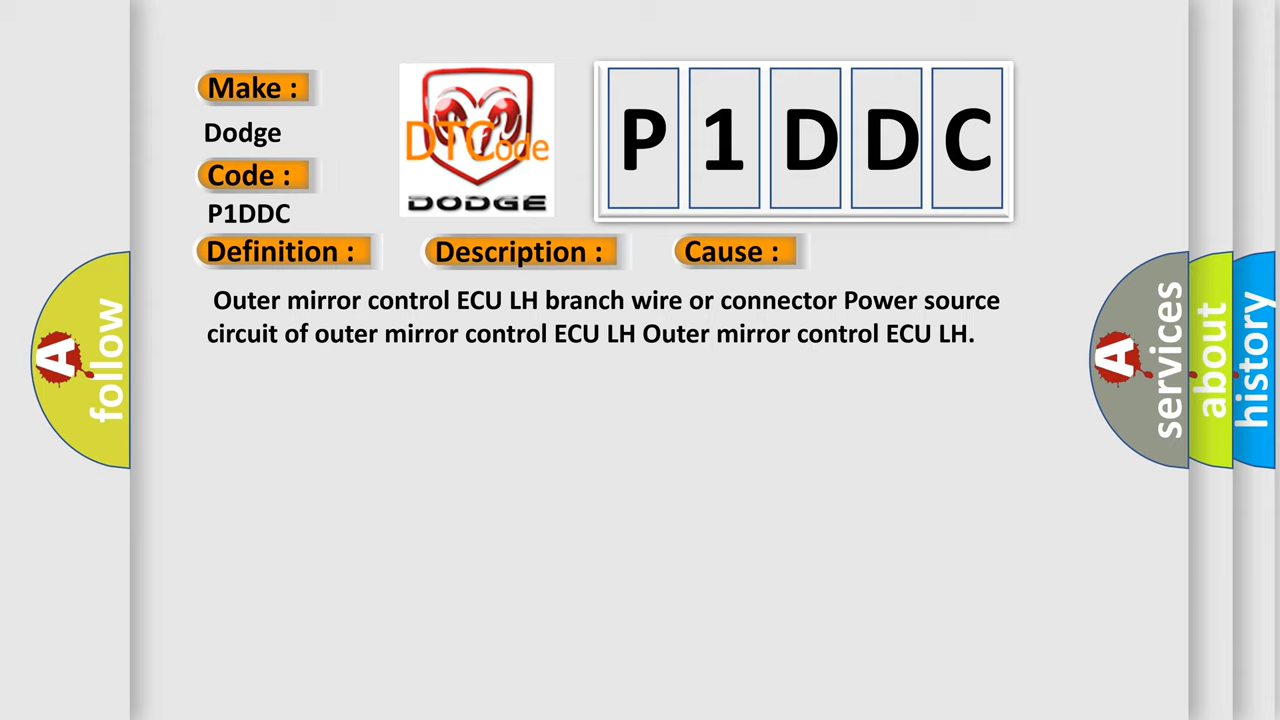 Make :
Dodge
Code :
P1DDC
Definition :
Description :
Cause :
Outer mirror control ECU LH branch wire or connector Power source
circuit of outer mirror control ECU LH Outer mirror control ECU LH.
DTCode
DODGE
P 1 D D C
A
follow
A
services
about
history